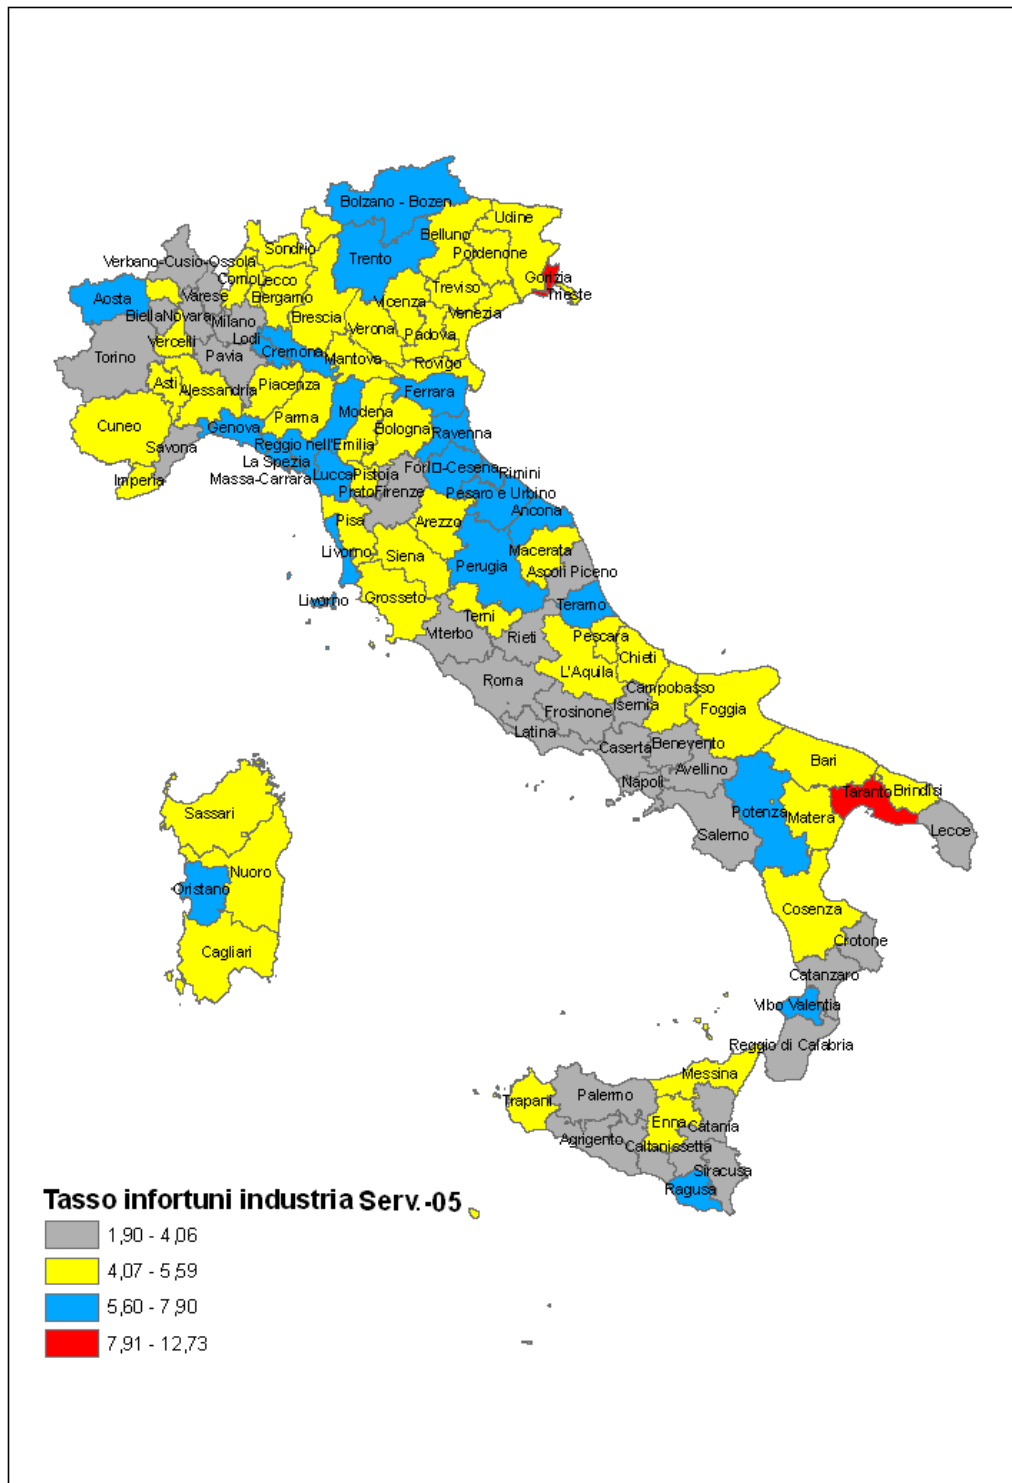 Bolzano - Bozen
Udine
Belluno
Sondrio
Pordenone
Trento
Verbano-Cusio-Ossola
Como
Lecco
Gorizia
Treviso
Trieste
Aosta
Varese
Bergamo
Vicenza
Biella
Novara
Milano
Brescia
Venezia
Verona
Padova
Vercelli
Lodi
Cremona
Torino
Pavia
Mantova
Rovigo
Asti
Alessandria
Piacenza
Ferrara
Parma
Modena
Cuneo
Genova
Bologna
Ravenna
Savona
Reggio nell'Emilia
La Spezia
Forl□-Cesena
Rimini
Imperia
Massa-Carrara
Lucca
Pistoia
Prato
Firenze
Pesaro e Urbino
Ancona
Pisa
Arezzo
Livorno
Siena
Macerata
Perugia
Ascoli Piceno
Livorno
Grosseto
Teramo
Terni
Viterbo
Rieti
Pescara
Chieti
L'Aquila
Roma
Campobasso
Isernia
Frosinone
Foggia
Latina
Caserta
Benevento
Bari
Avellino
Napoli
Taranto
Brindisi
Sassari
Potenza
Matera
Salerno
Lecce
Nuoro
Oristano
Cosenza
Cagliari
Crotone
Catanzaro
Vibo Valentia
Reggio di Calabria
Messina
Trapani
Palermo
Enna
Catania
Agrigento
Caltanissetta
Siracusa
Ragusa
Tasso infortuni industria Serv.-05
1,90 - 4,06
4,07 - 5,59
5,60 - 7,90
7,91 - 12,73